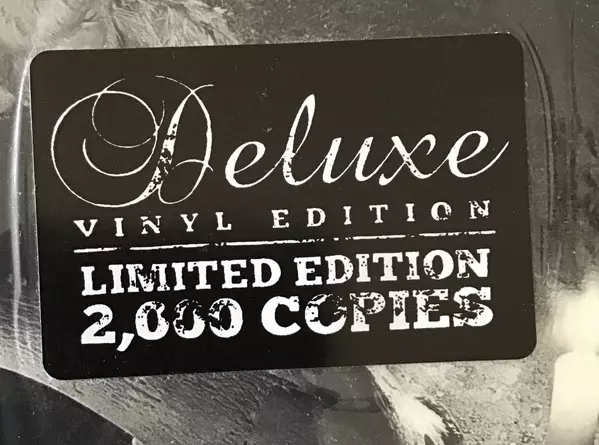 Deluxe
VINYL EDITION
LIMITED EDITION
2,000 COPIES